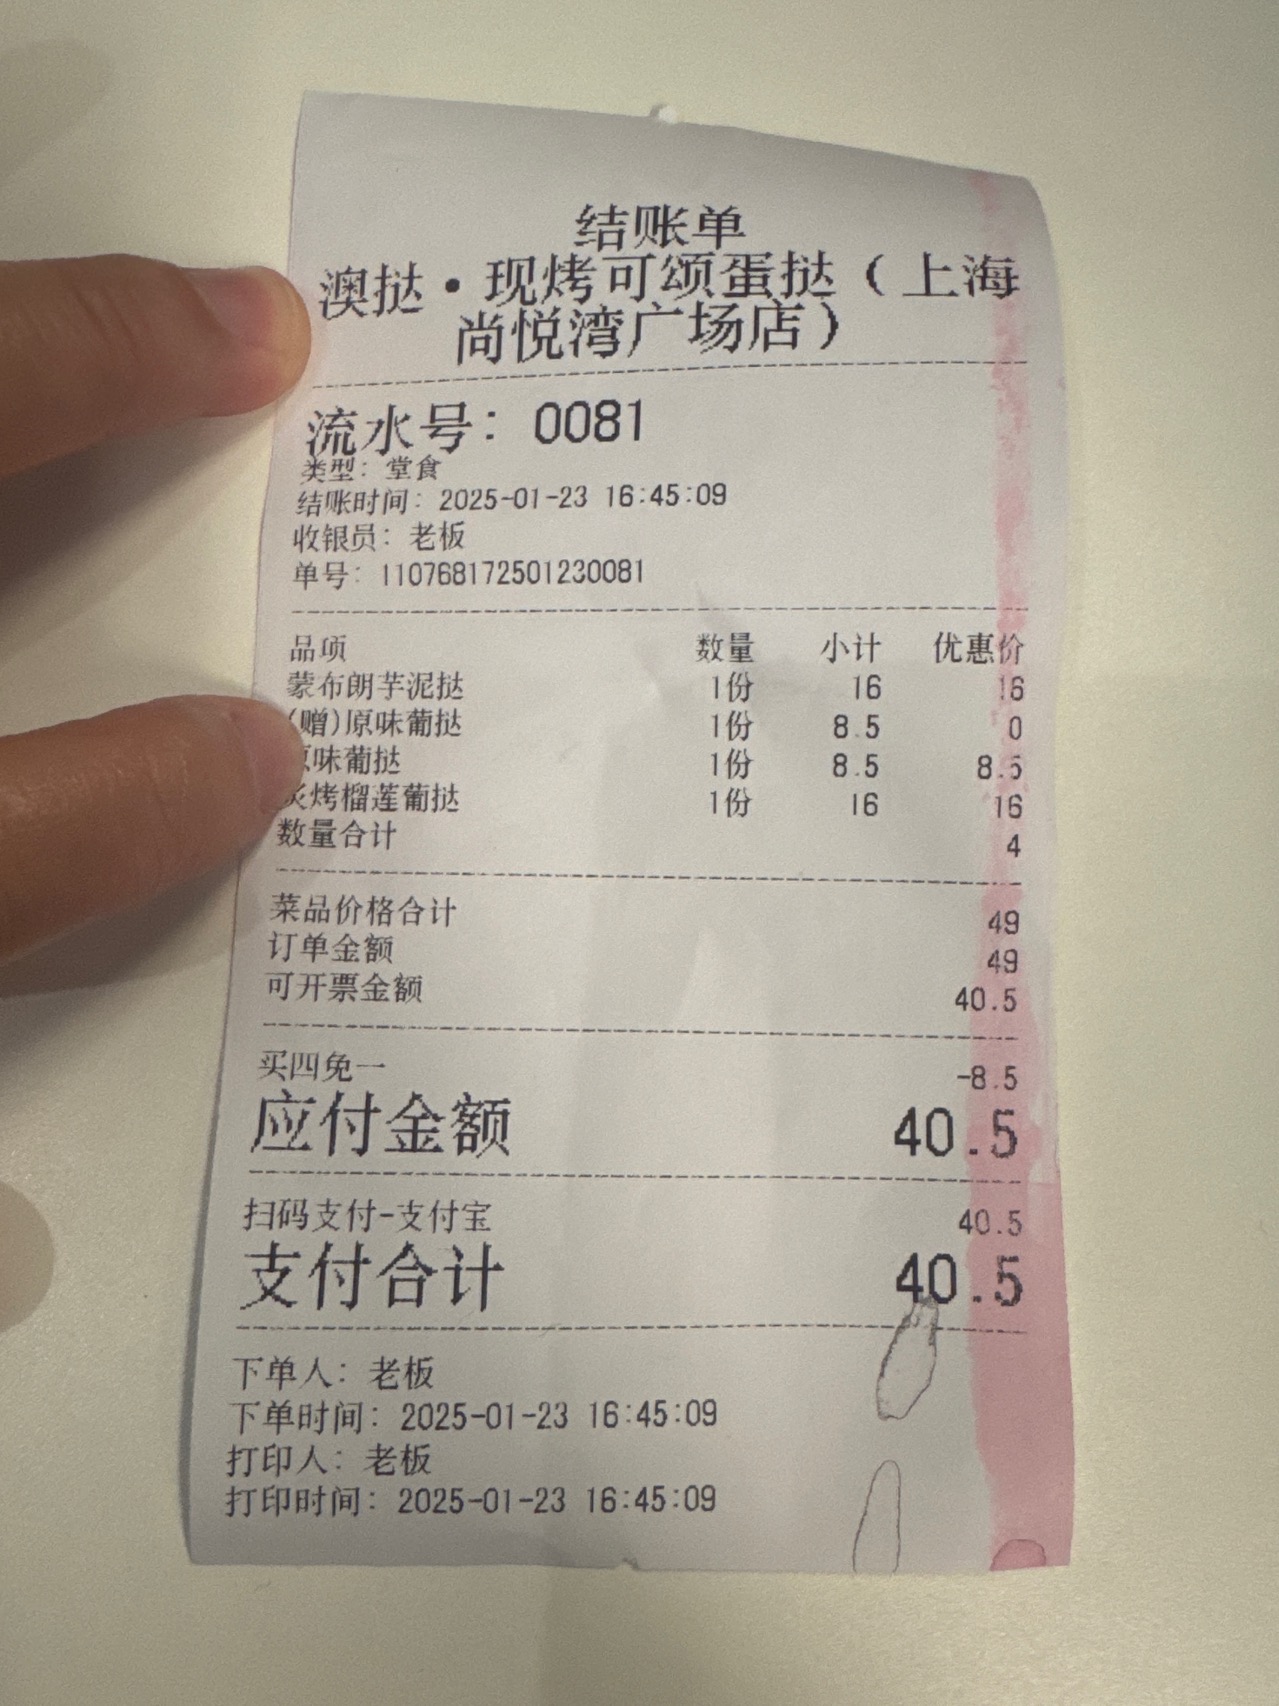 结账单
澳挞·现烤可颂蛋挞（上海
尚悦湾广场店）
流水号：0081
类型：堂食
结账时间：2025-01-23 16:45:09
收银员：老板
单号：110768172501230081
品项 数量 小计 优惠价
蒙布朗芋泥挞 1份 16 16
(赠)原味葡挞 1份 8.5 0
原味葡挞 1份 8.5 8.5
炙烤榴莲葡挞 1份 16 16
数量合计 4
菜品价格合计 49
订单金额 49
可开票金额 40.5
买四免一 -8.5
应付金额 40.5
扫码支付-支付宝 40.5
支付合计 40.5
下单人：老板
下单时间：2025-01-23 16:45:09
打印人：老板
打印时间：2025-01-23 16:45:09